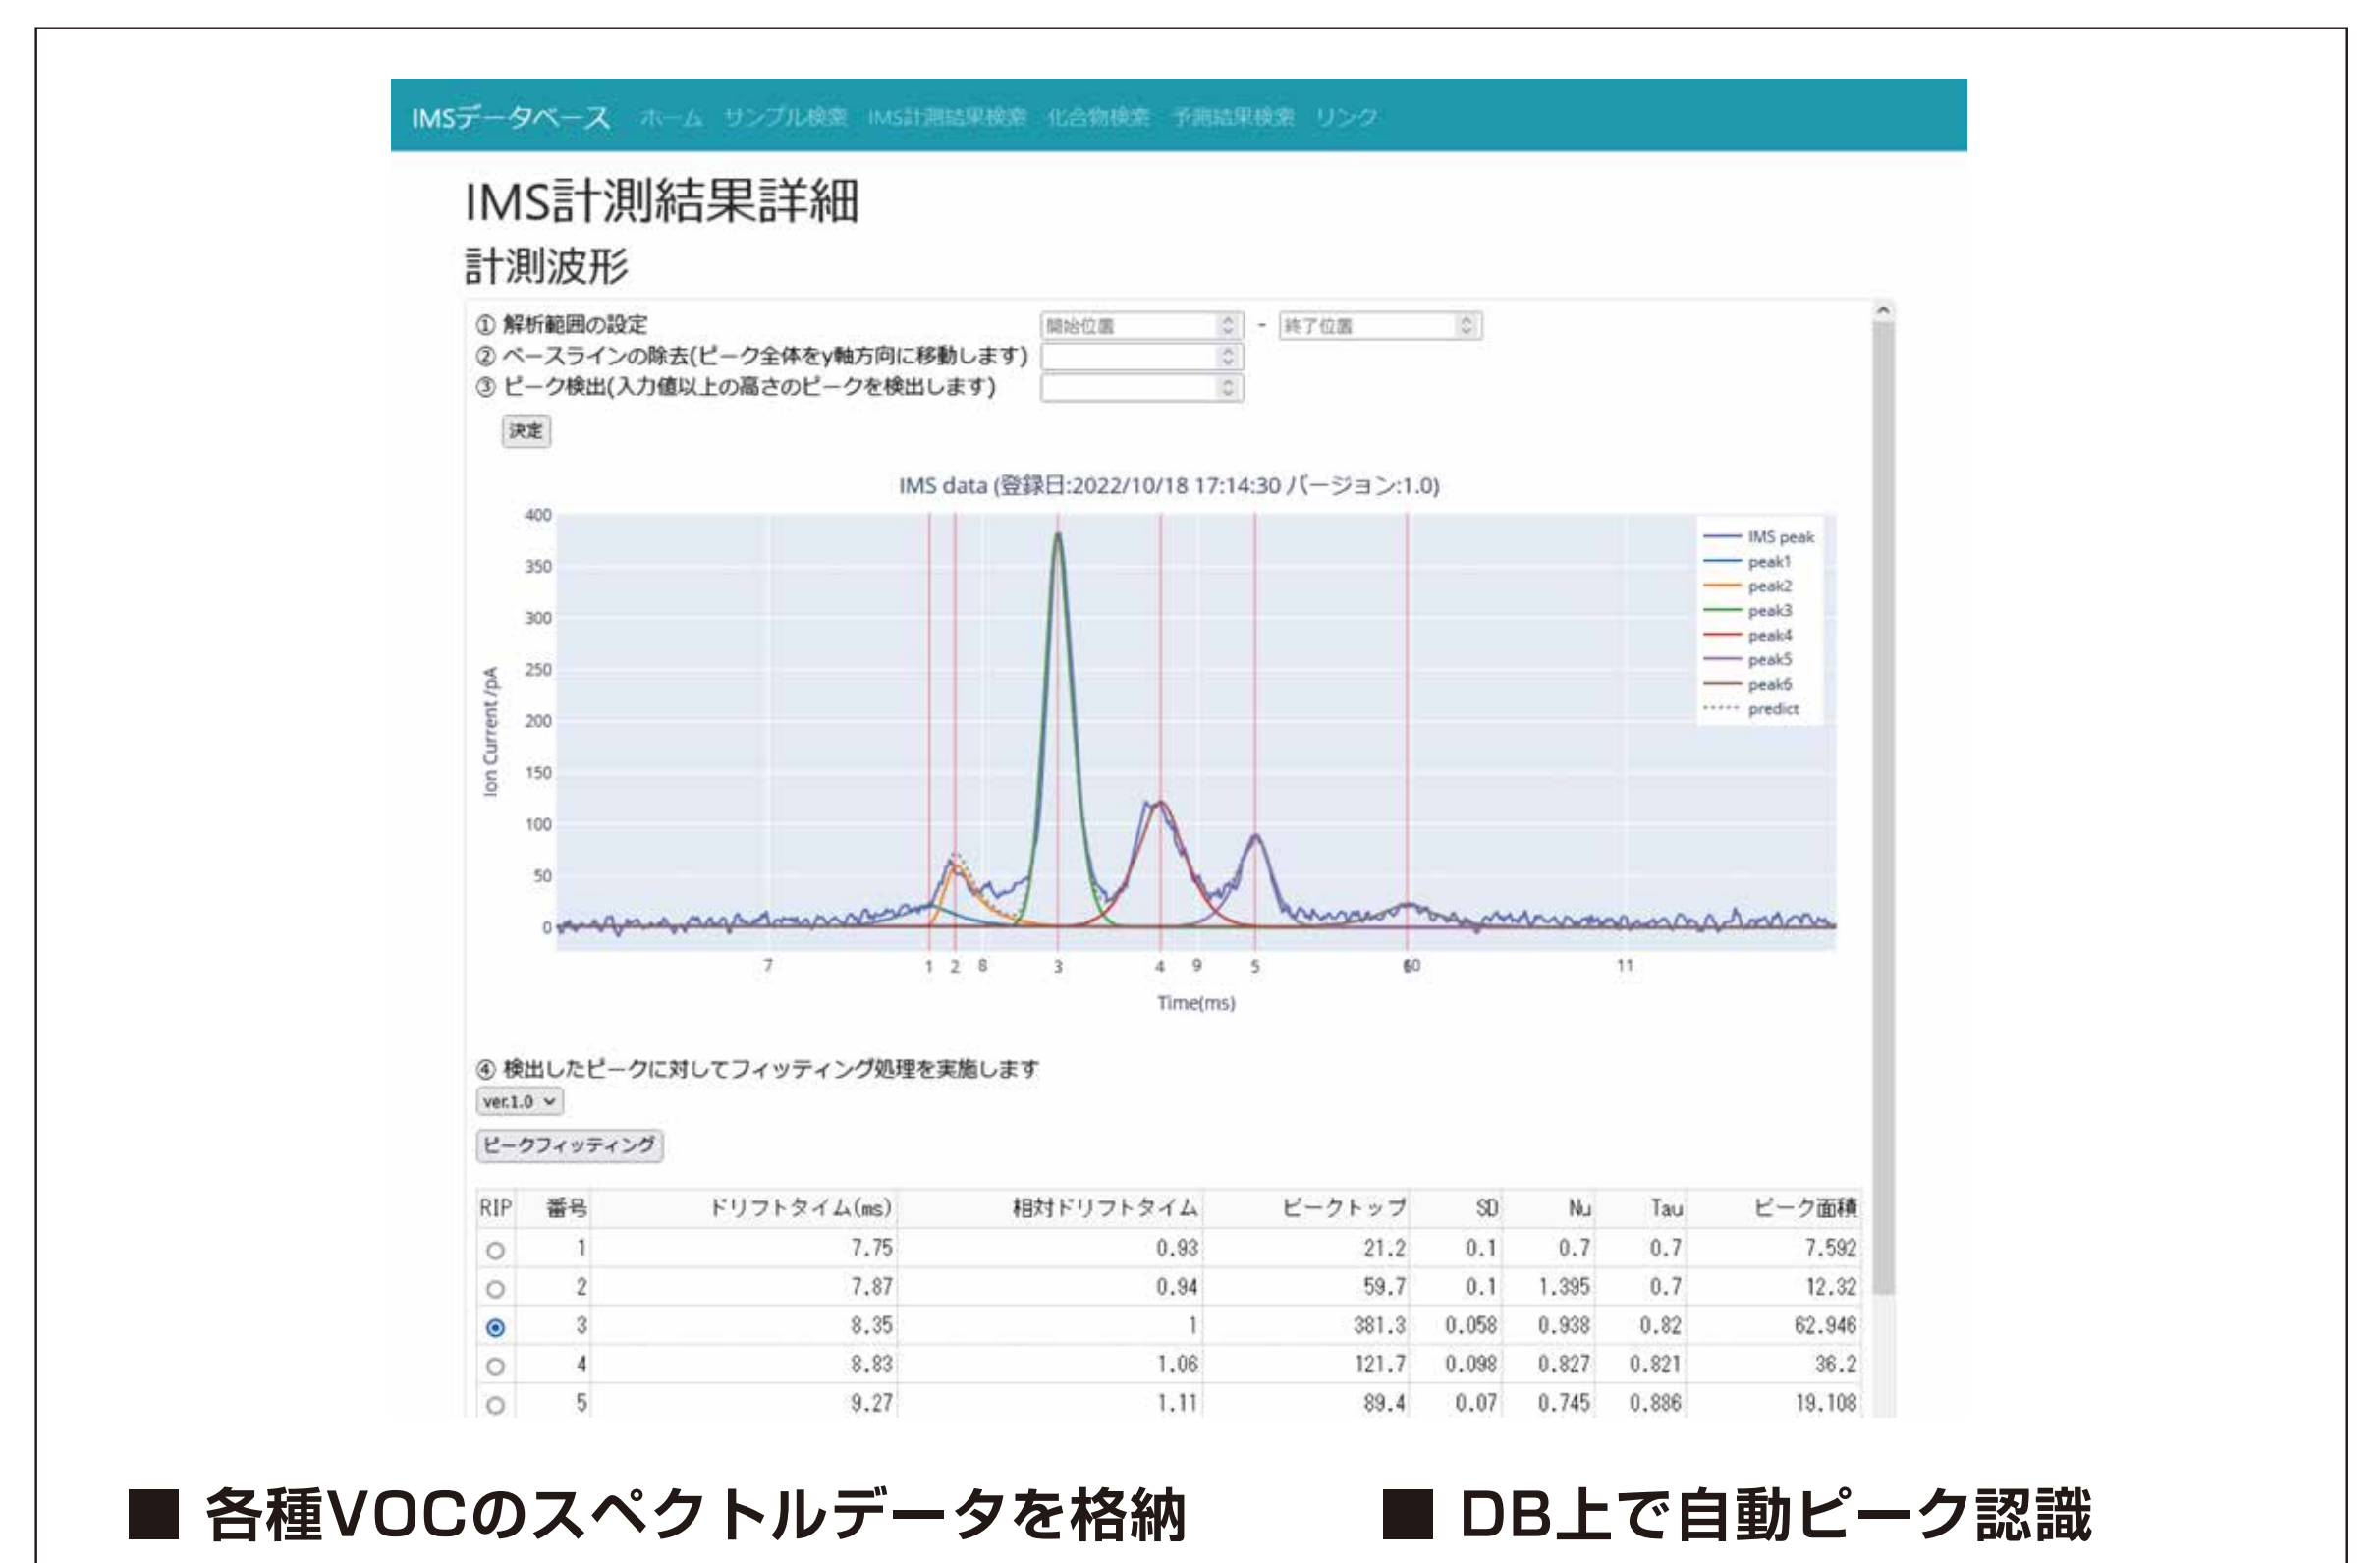 IMSデータベース ホーム サンプル検索 IMS計測結果検索 化合物検索 予測結果検索 リンク
IMS計測結果詳細
計測波形
① 解析範囲の設定 開始位置 - 終了位置
② ベースラインの除去(ピーク全体をy軸方向に移動します)
③ ピーク検出(入力値以上の高さのピークを検出します)
決定
IMS data (登録日:2022/10/18 17:14:30 バージョン:1.0)
400
350
300
250
200
150
100
50
0
Ion Current /pA
IMS peak
peak1
peak2
peak3
peak4
peak5
peak6
predict
7 1 2 8 3 4 9 5 11
Time(ms)
④ 検出したピークに対してフィッティング処理を実施します
ver.1.0
ピークフィッティング
RIP 番号 ドリフトタイム(ms) 相対ドリフトタイム ピークトップ SD Nu Tau ピーク面積
1 7.75 0.93 21.2 0.1 0.7 0.7 7.592
2 7.87 0.94 59.7 0.1 1.395 0.7 12.32
3 8.35 1 381.3 0.058 0.938 0.82 62.946
4 8.83 1.06 121.7 0.098 0.827 0.821 36.2
5 9.27 1.11 89.4 0.07 0.745 0.886 19.108
■ 各種VOCのスペクトルデータを格納 ■ DB上で自動ピーク認識